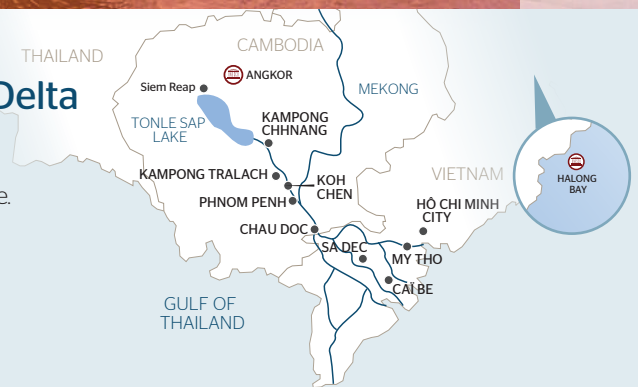 THAILAND
CAMBODIA
ANGKOR
Siem Reap
Delta
MEKONG
TONLE SAP
LAKE
KAMPONG
CHHNANG
KAMPONG TRALACH
KOH
CHEN
VIETNAM
HALONG
BAY
e.
PHNOM PENH
HÔ CHI MINH
CITY
CHAU DOC
SA DEC
MY THO
CAÏ BE
GULF OF
THAILAND